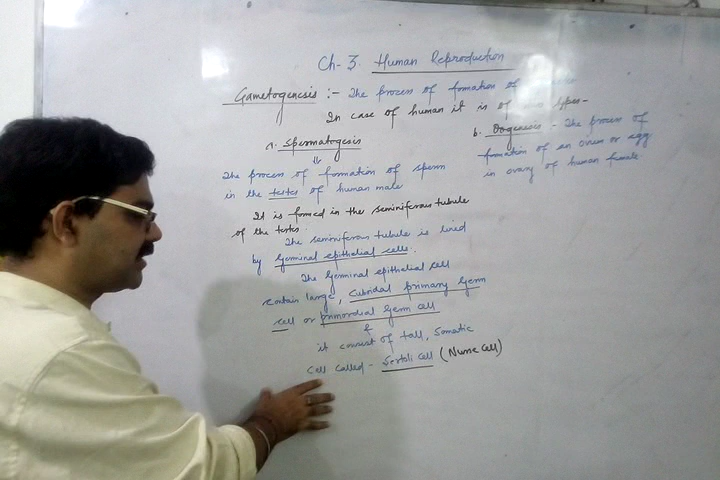 Ch-3. Human Reproduction
Gametogenesis :- The process of formation of
In case of human it is of two types-
a. Spermatogesis
||
The process of formation of sperm
in the testes of human male
b. Oogenesis - The process of
formation of an ovum or egg
in ovary of human female
It is formed in the seminiferous tubule
of the testes.
The seminiferous tubule is lined
by Germinal epithelial cells.
The Germinal epithelial cell
contain large, Cubridal primary Germ
cell or primordial Germ cell
&
it consist of tall, Somatic
Cell called - Sertoli Cell (Nurse Cell)